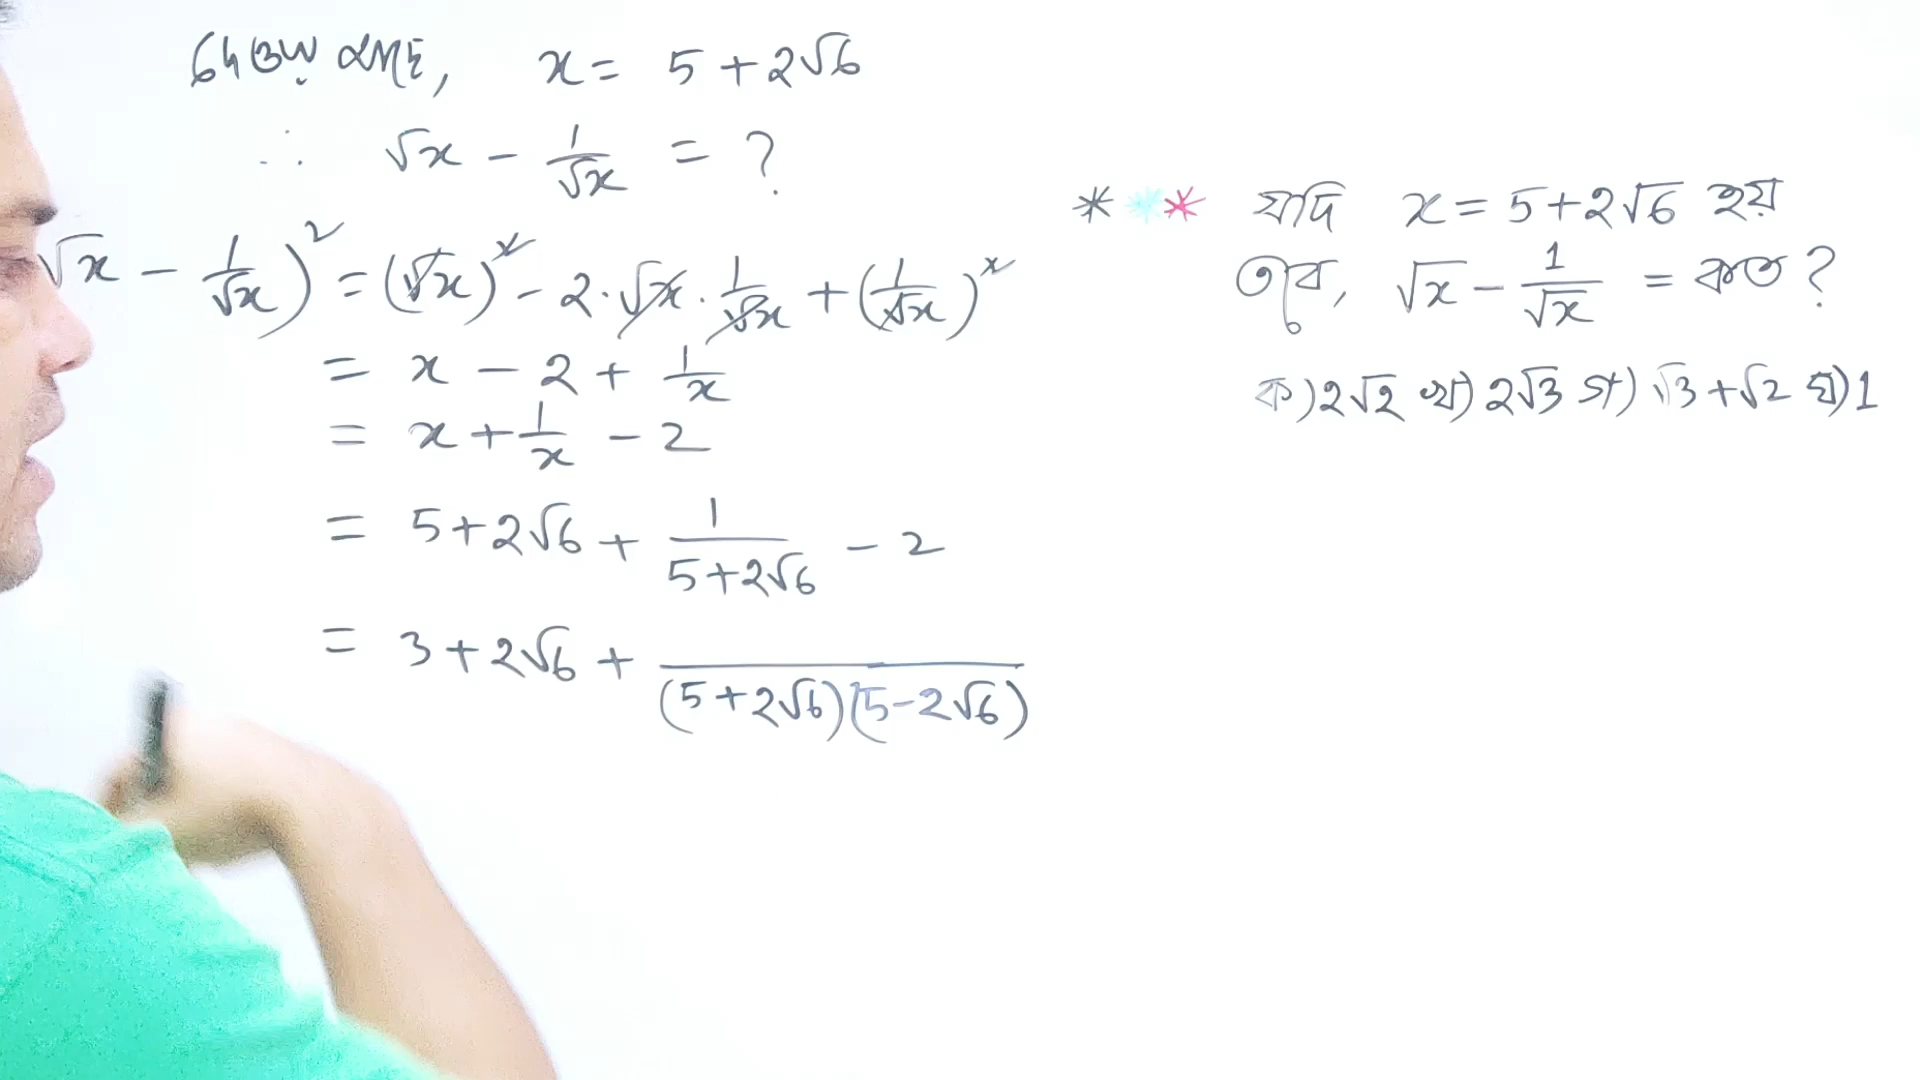 দেওয়া আছে, x = 5 + 2√6
∴ √x - 1/√x = ?
√x - 1/√x)² = (√x)² - 2·√x·1/√x + (1/√x)²
= x - 2 + 1/x
= x + 1/x - 2
= 5 + 2√6 + 1/(5+2√6) - 2
= 3 + 2√6 + /(5+2√6)(5-2√6)
* * * যদি x = 5 + 2√6 হয়
তবে, √x - 1/√x = কত ?
ক) 2√2 খ) 2√3 গ) √3 + √2 ঘ) 1